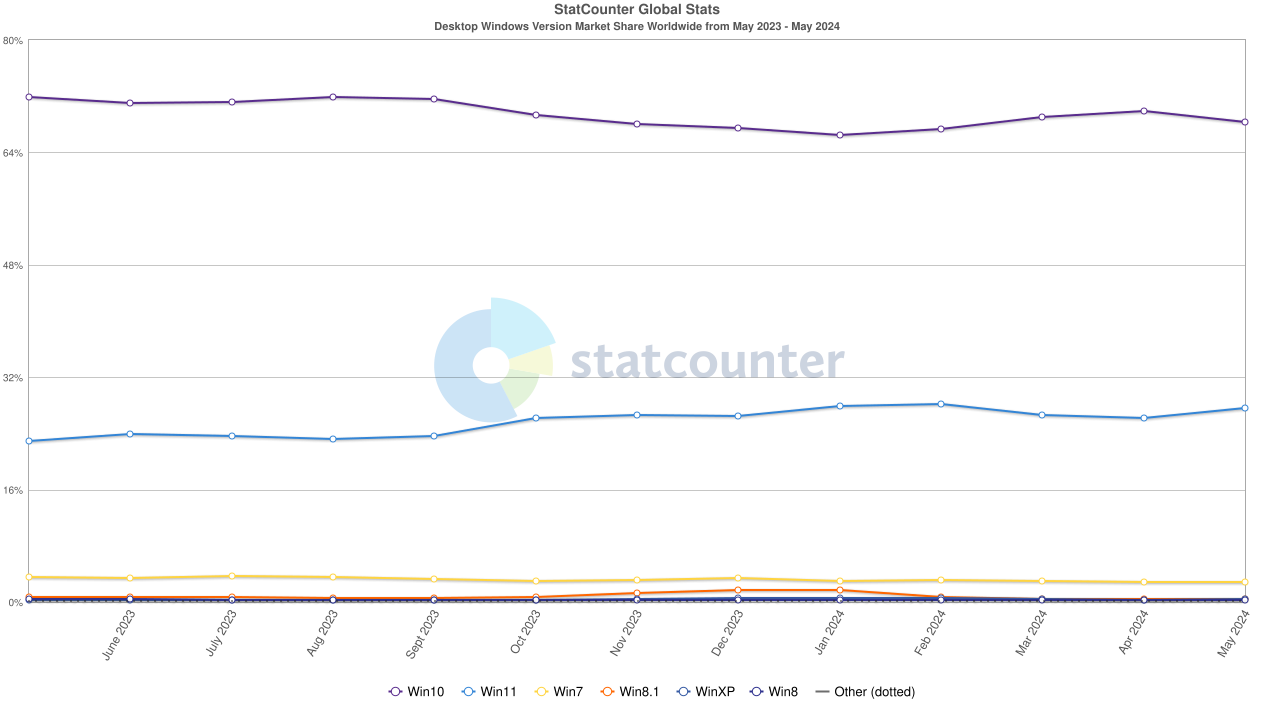 StatCounter Global Stats
Desktop Windows Version Market Share Worldwide from May 2023 - May 2024
80%
64%
48%
32%
16%
0%
statcounter
June 2023
July 2023
Aug 2023
Sept 2023
Oct 2023
Nov 2023
Dec 2023
Jan 2024
Feb 2024
Mar 2024
Apr 2024
May 2024
Win10 Win11 Win7 Win8.1 WinXP Win8 Other (dotted)